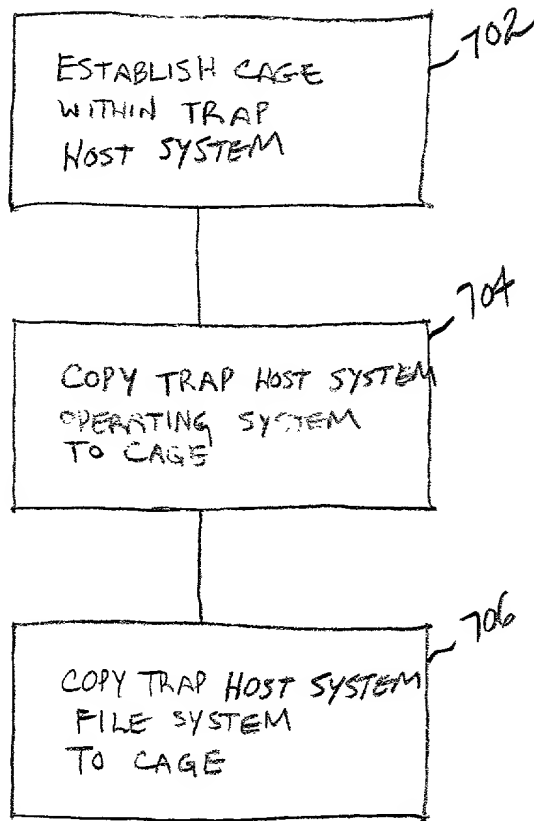 702
ESTABLISH CAGE
WITHIN TRAP
HOST SYSTEM
704
COPY TRAP HOST SYSTEM
OPERATING SYSTEM
TO CAGE
706
COPY TRAP HOST SYSTEM
FILE SYSTEM
TO CAGE